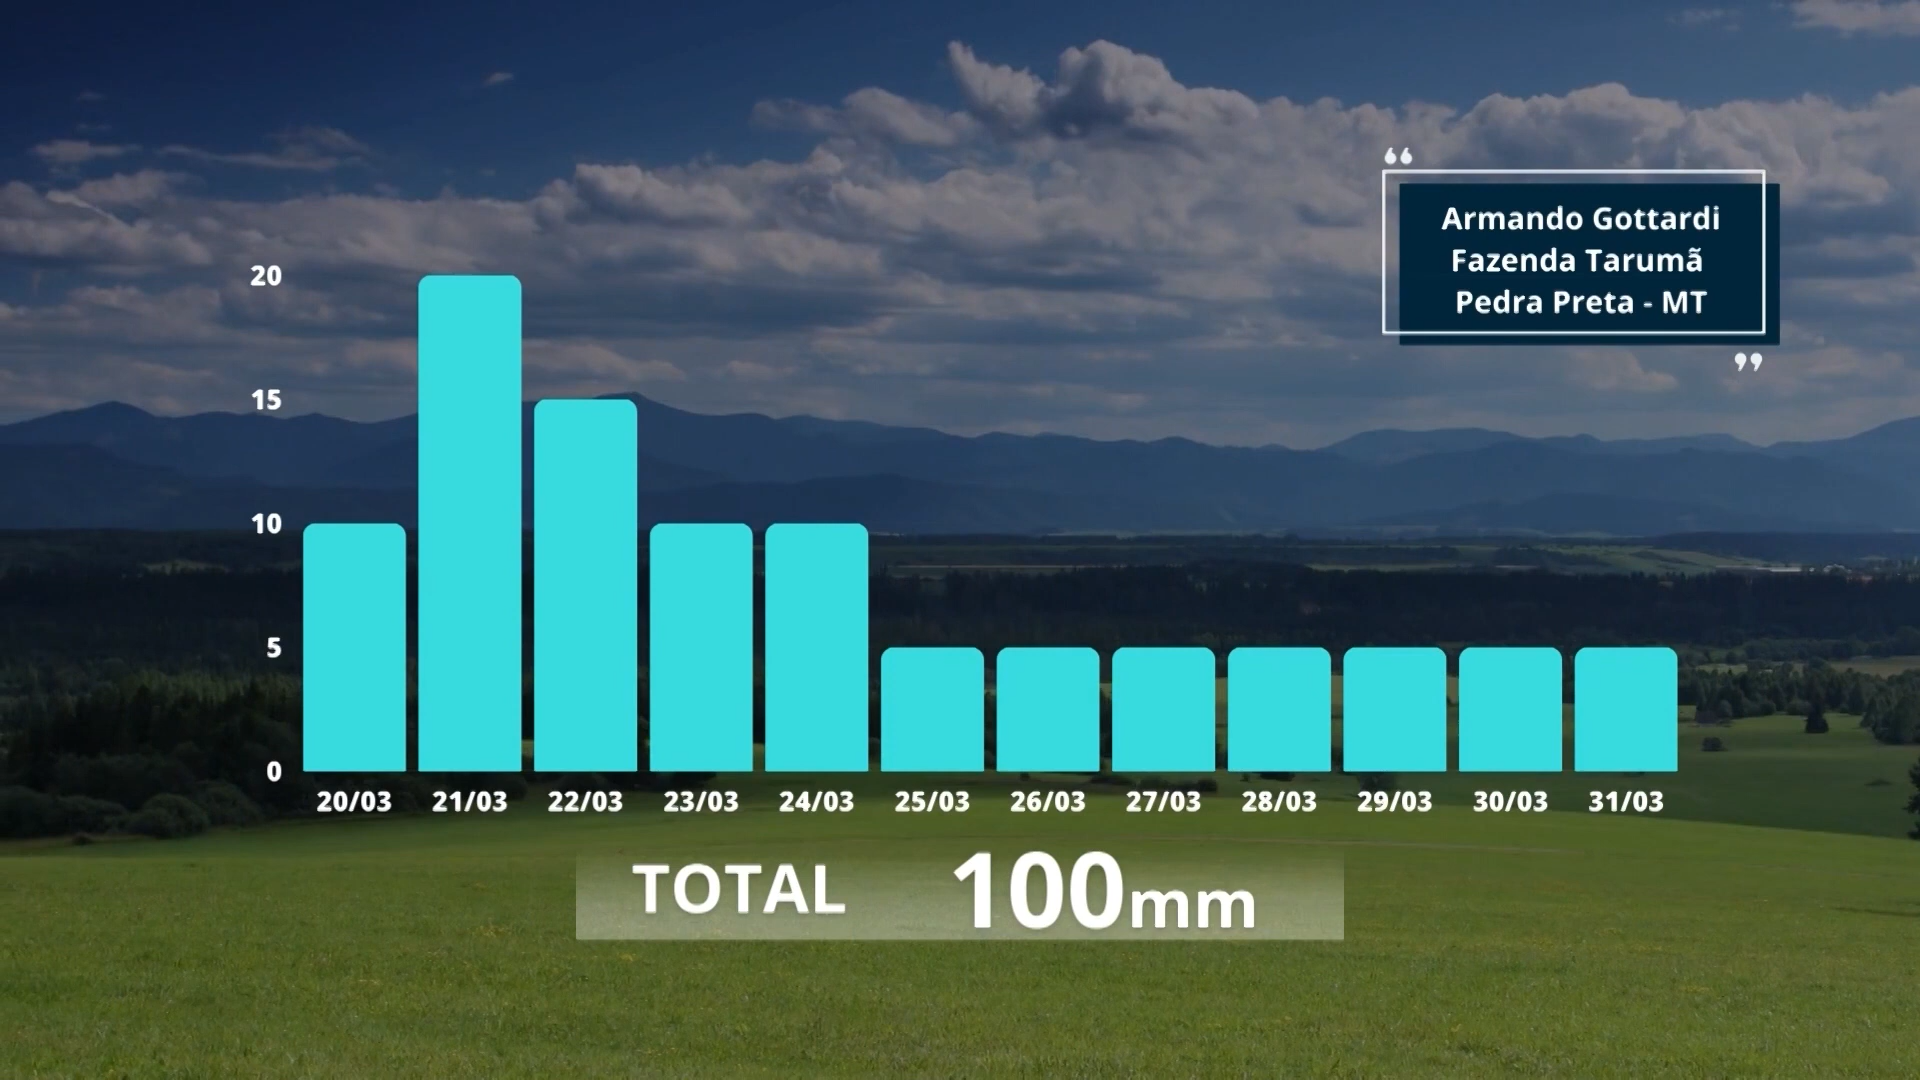 “
Armando Gottardi
Fazenda Tarumã
Pedra Preta - MT
”
20
15
10
5
0
20/03 21/03 22/03 23/03 24/03 25/03 26/03 27/03 28/03 29/03 30/03 31/03
TOTAL 100mm